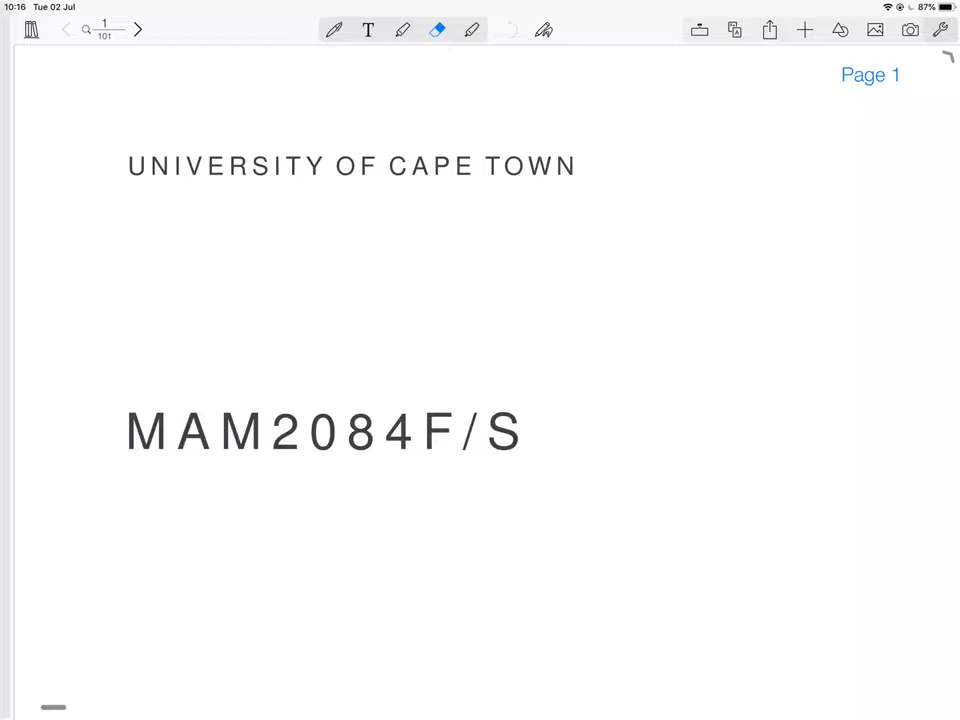 10:16 Tue 02 Jul 87%
1
101
T
A
Page 1
UNIVERSITY OF CAPE TOWN
MAM2084F/S